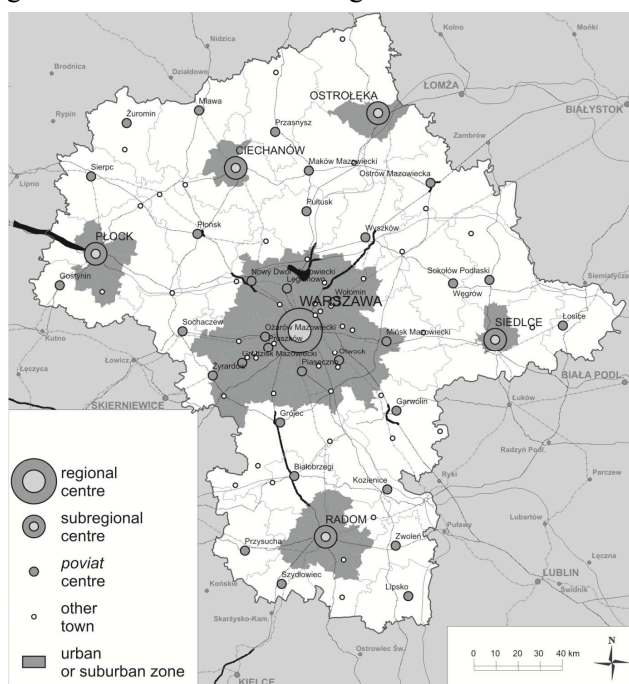 Nidzica
Kolno
Mońki
Brodnica
Działdowo
OSTROŁĘKA
ŁOMŻA
BIAŁYSTOK
Mława
Żuromin
Rypin
Przasnysz
Zambrów
CIECHANÓW
Sierpc
Maków Mazowiecki
Ostrów Mazowiecka
Lipno
Pułtusk
Płońsk
Wyszków
PŁOCK
Nowy Dwór Mazowiecki
Sokołów Podlaski
Siemiatycze
Gostynin
Legionowo
Wołomin
Węgrów
WARSZAWA
Łosice
Sochaczew
Ożarów Mazowiecki
SIEDLCE
Kutno
Pruszków
Mińsk Mazowiecki
Łowicz
Grodzisk Mazowiecki
Otwock
Łęczyca
Żyrardów
Piaseczno
BIAŁA PODL.
SKIERNIEWICE
Garwolin
Łuków
Grójec
Radzyń Podl.
Białobrzegi
Ryki
Parczew
Kozienice
RADOM
Puławy
Lubartów
Przysucha
Zwoleń
Łęczna
Końskie
Szydłowiec
LUBLIN
Lipsko
Świdnik
Skarżysko-Kam.
Ostrowiec Św.
KIELCE
regional
centre
subregional
centre
poviat
centre
other
town
urban
or suburban zone
0 10 20 30 40 km
N